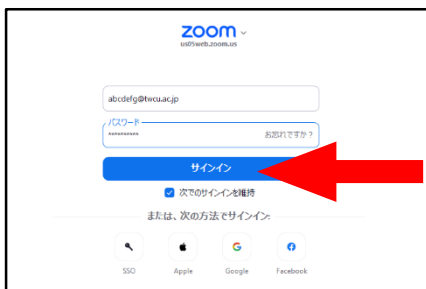 zoom
us05web.zoom.us
abcdefg@twcu.ac.jp
パスワード
お忘れですか?
サインイン
次でのサインインを維持
または、次の方法でサインイン:
SSO Apple Google Facebook